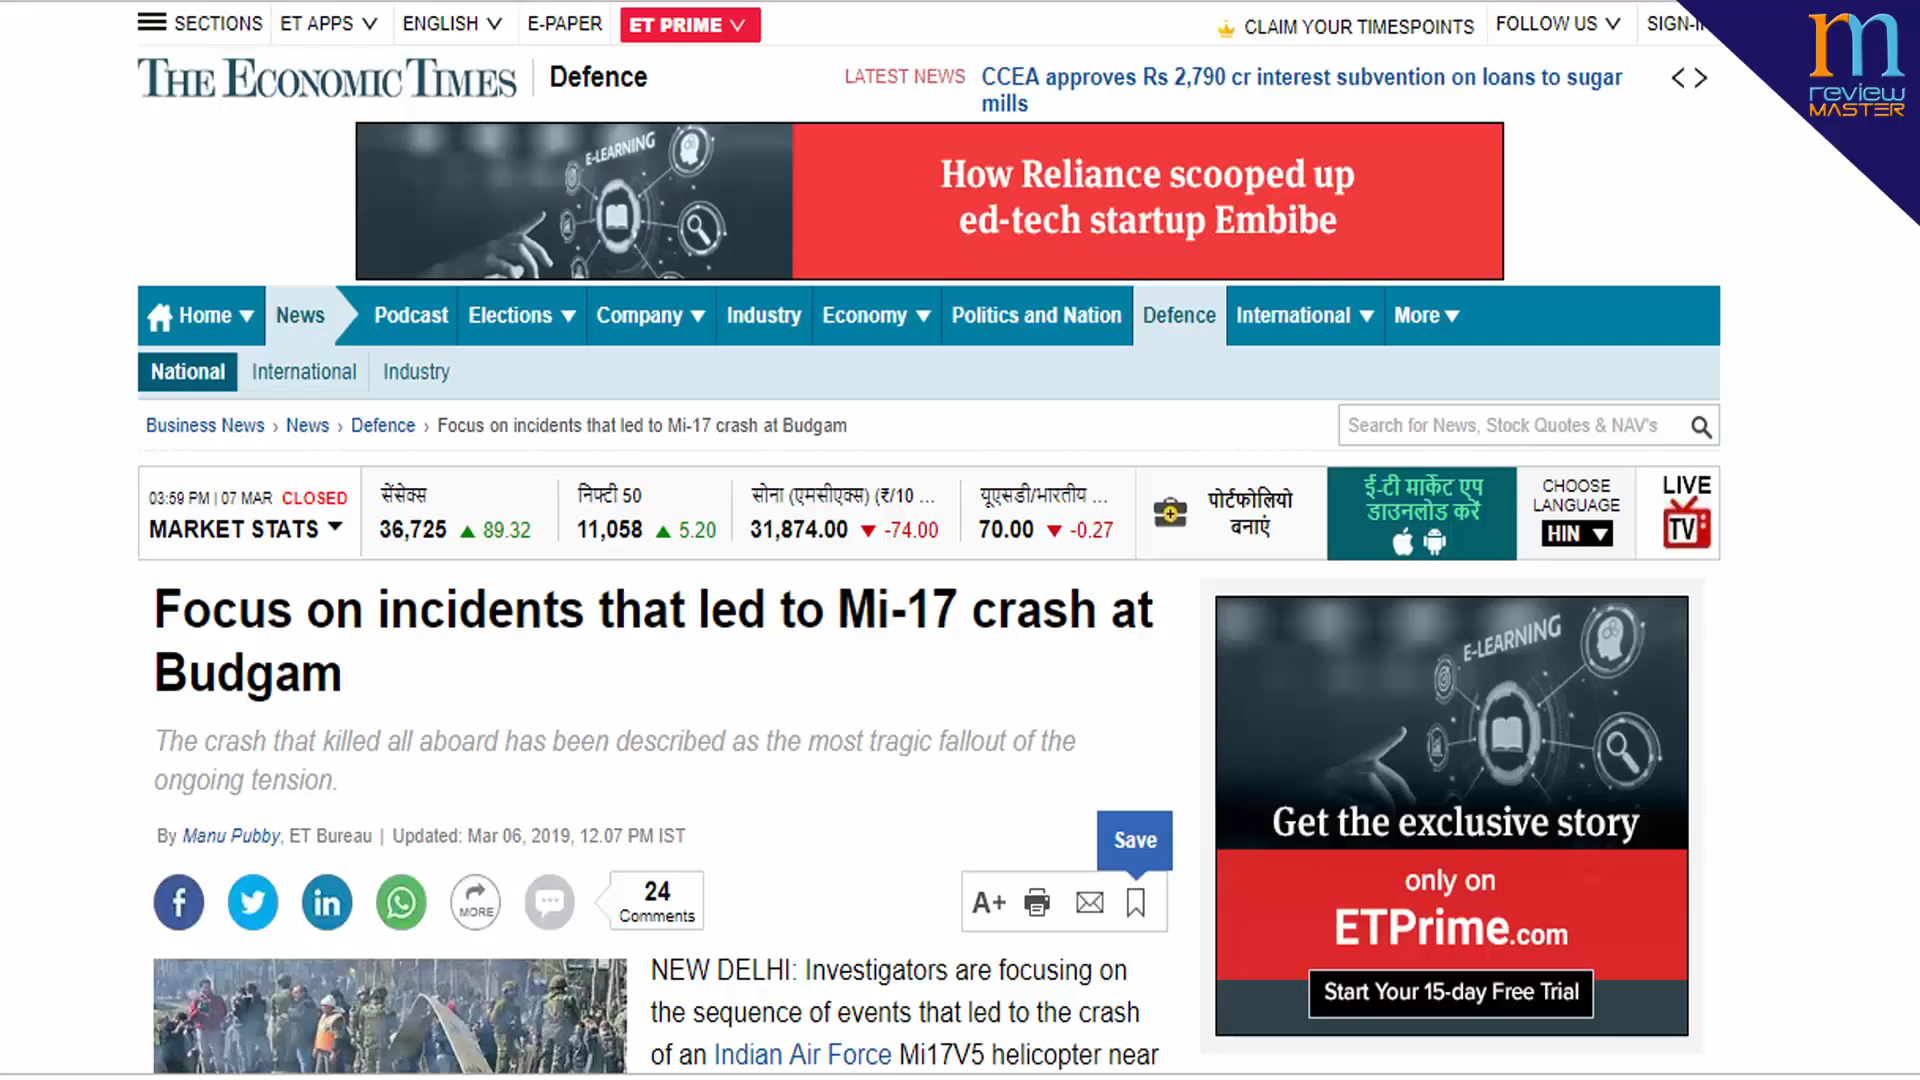 SECTIONS ET APPS ENGLISH E-PAPER ET PRIME CLAIM YOUR TIMESPOINTS FOLLOW US
THE ECONOMIC TIMES Defence LATEST NEWS CCEA approves Rs 2,790 cr interest subvention on loans to sugar
mills
m
review
MASTER
E-LEARNING
How Reliance scooped up
ed-tech startup Embibe
Home News Podcast Elections Company Industry Economy Politics and Nation Defence International More
National International Industry
Business News › News › Defence › Focus on incidents that led to Mi-17 crash at Budgam
Search for News, Stock Quotes & NAV's
03:59 PM | 07 MAR CLOSED
MARKET STATS
सेंसेक्स
36,725 ▲ 89.32
निफ्टी 50
11,058 ▲ 5.20
सोना (एमसीएक्स) (₹/10 ...
31,874.00 ▼ -74.00
यूएसडी/भारतीय ...
70.00 ▼ -0.27
पोर्टफोलियो
बनाएं
ई-टी मार्केट एप
डाउनलोड करें
CHOOSE
LANGUAGE
HIN
LIVE
TV
Focus on incidents that led to Mi-17 crash at
Budgam
The crash that killed all aboard has been described as the most tragic fallout of the
ongoing tension.
By Manu Pubby, ET Bureau | Updated: Mar 06, 2019, 12.07 PM IST
Save
f in MORE
24
Comments
A+
NEW DELHI: Investigators are focusing on
the sequence of events that led to the crash
of an Indian Air Force Mi17V5 helicopter near
E-LEARNING
Get the exclusive story
only on
ETPrime.com
Start Your 15-day Free Trial